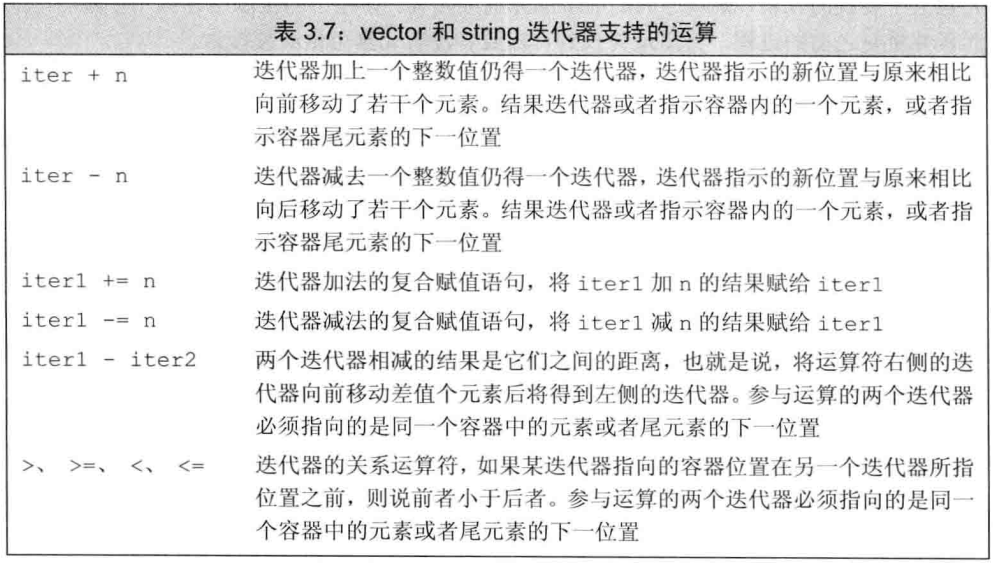 表 3.7：vector 和 string 迭代器支持的运算
iter + n 迭代器加上一个整数值仍得一个迭代器，迭代器指示的新位置与原来相比
向前移动了若干个元素。结果迭代器或者指示容器内的一个元素，或者指
示容器尾元素的下一位置
iter - n 迭代器减去一个整数值仍得一个迭代器，迭代器指示的新位置与原来相比
向后移动了若干个元素。结果迭代器或者指示容器内的一个元素，或者指
示容器尾元素的下一位置
iter1 += n 迭代器加法的复合赋值语句，将 iter1 加 n 的结果赋给 iter1
iter1 -= n 迭代器减法的复合赋值语句，将 iter1 减 n 的结果赋给 iter1
iter1 - iter2 两个迭代器相减的结果是它们之间的距离，也就是说，将运算符右侧的迭
代器向前移动差值个元素后将得到左侧的迭代器。参与运算的两个迭代器
必须指向的是同一个容器中的元素或者尾元素的下一位置
>、 >=、 <、 <= 迭代器的关系运算符，如果某迭代器指向的容器位置在另一个迭代器所指
位置之前，则说前者小于后者。参与运算的两个迭代器必须指向的是同一
个容器中的元素或者尾元素的下一位置